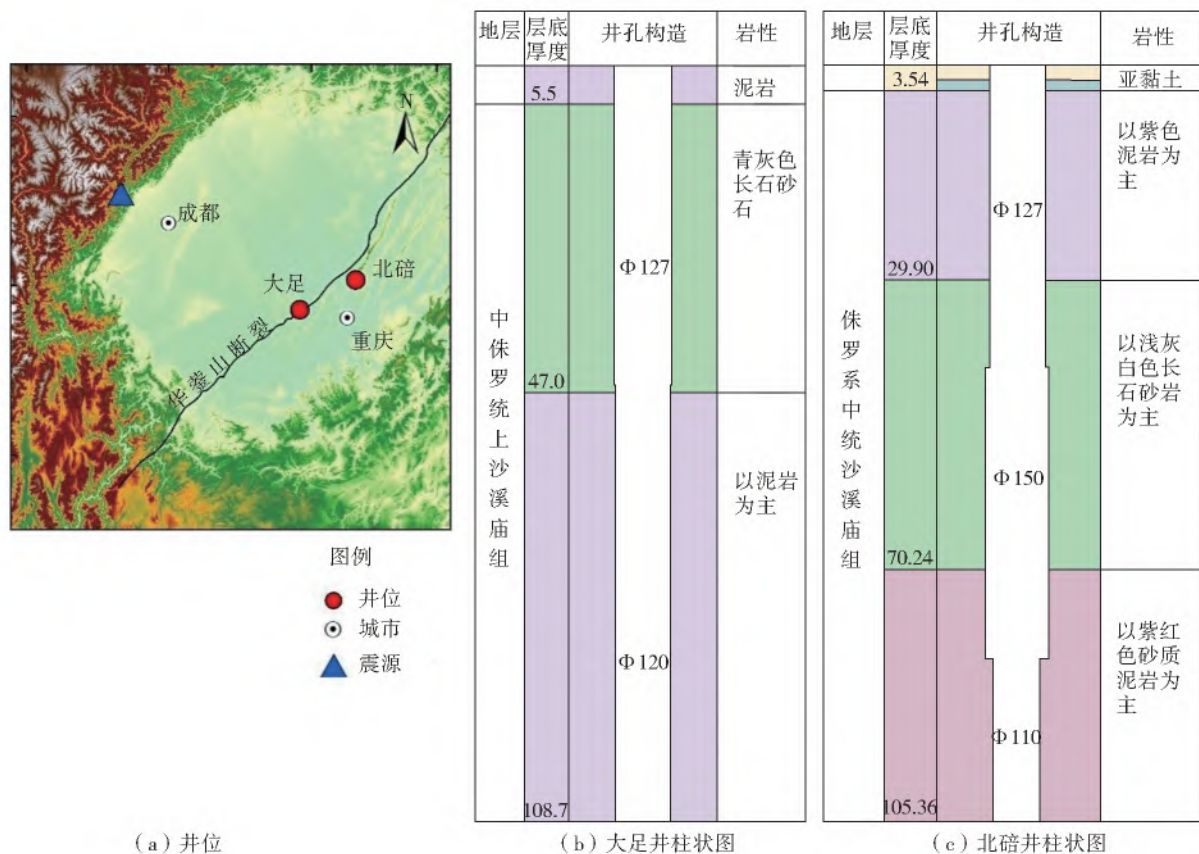 N
成都
北碚
大足
重庆
华蓥山断裂
图例
井位
城市
震源
(a)井位
地层
层底
厚度
井孔构造
岩性
5.5
泥岩
青灰色
长石砂
石
Φ127
47.0
中侏罗统上沙溪庙组
以泥岩
为主
Φ120
108.7
(b)大足井柱状图
地层
层底
厚度
井孔构造
岩性
3.54
亚黏土
以紫色
泥岩为
主
Φ127
29.90
侏罗系中统沙溪庙组
以浅灰
白色长
石砂岩
为主
Φ150
70.24
以紫红
色砂质
泥岩为
主
Φ110
105.36
(c)北碚井柱状图